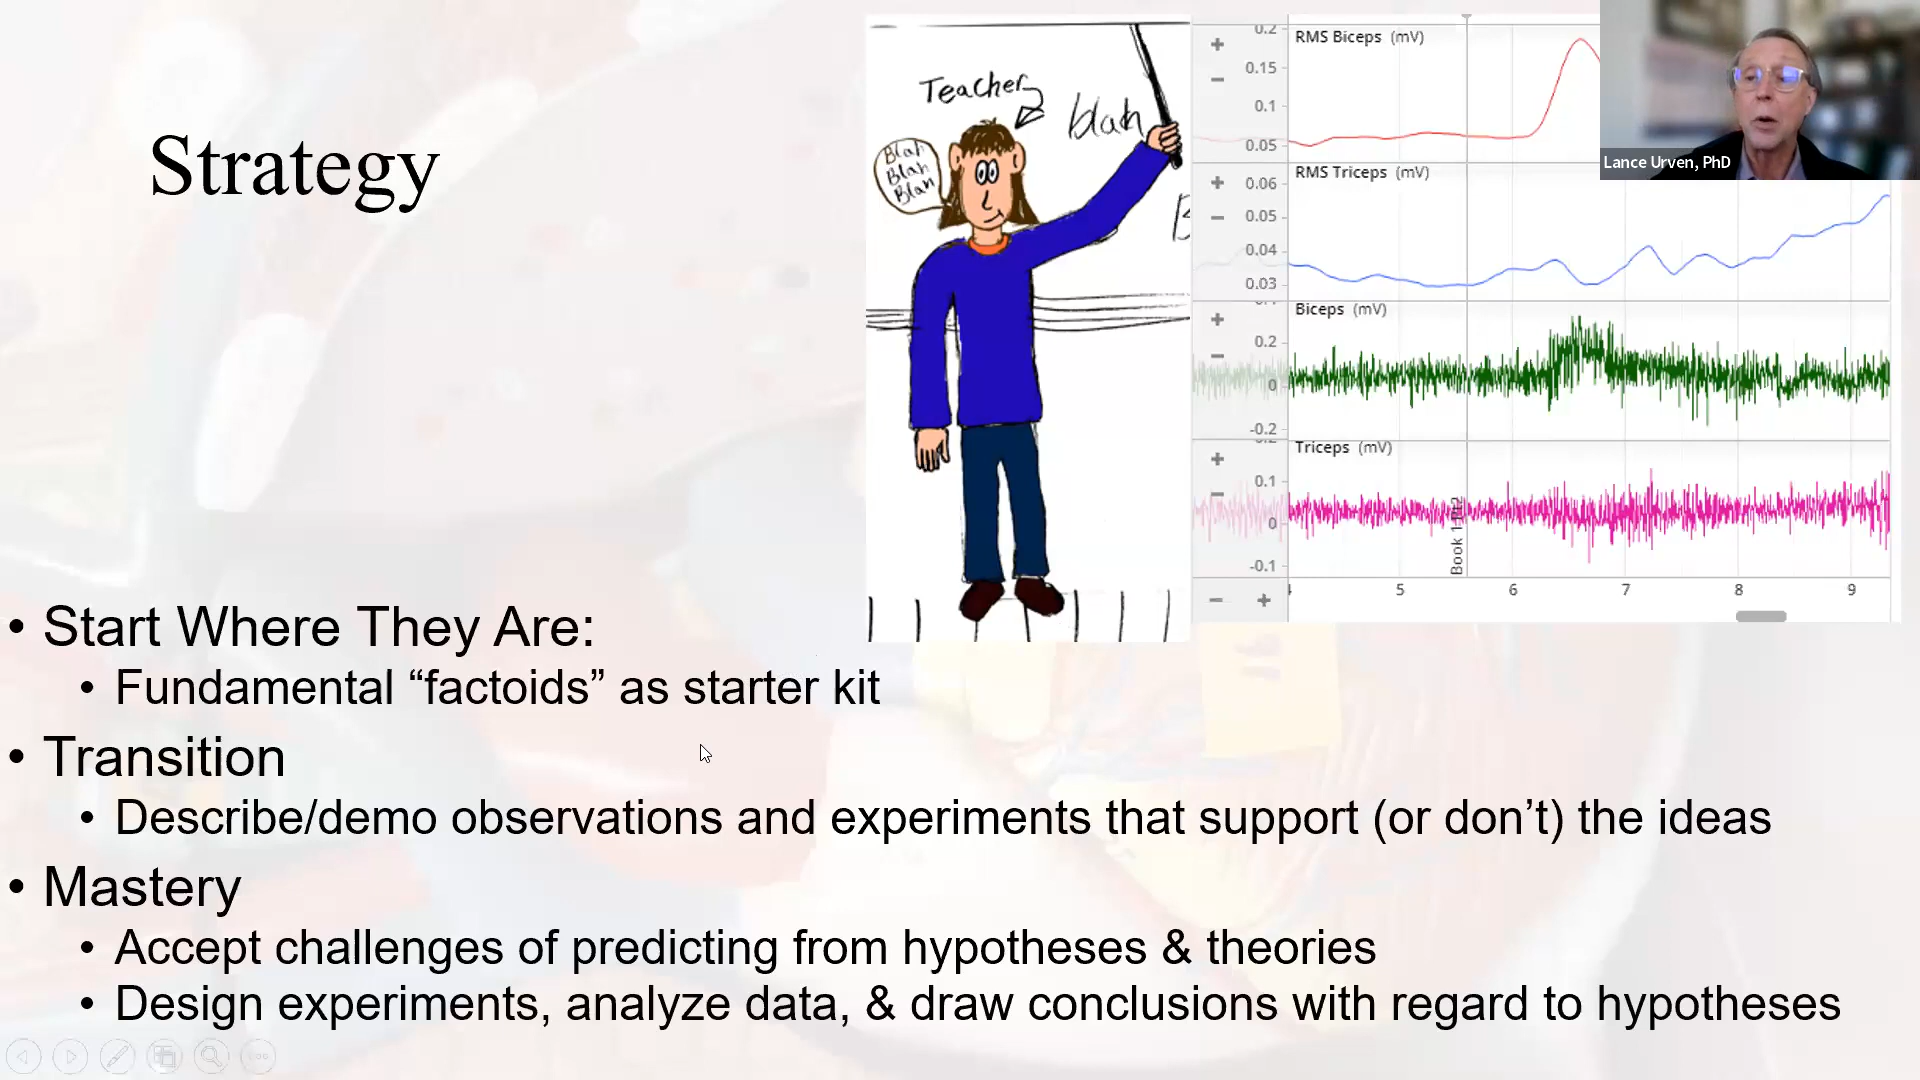 Strategy
Teacher
blah
Blah
Blah
Blah
B
RMS Biceps (mV)
0.2
0.15
0.1
0.05
Lance Urven, PhD
RMS Triceps (mV)
0.06
0.05
0.04
0.03
Biceps (mV)
0.2
0
-0.2
Triceps (mV)
0.1
0
-0.1
5
6
7
8
9
• Start Where They Are:
• Fundamental “factoids” as starter kit
• Transition
• Describe/demo observations and experiments that support (or don’t) the ideas
• Mastery
• Accept challenges of predicting from hypotheses & theories
• Design experiments, analyze data, & draw conclusions with regard to hypotheses